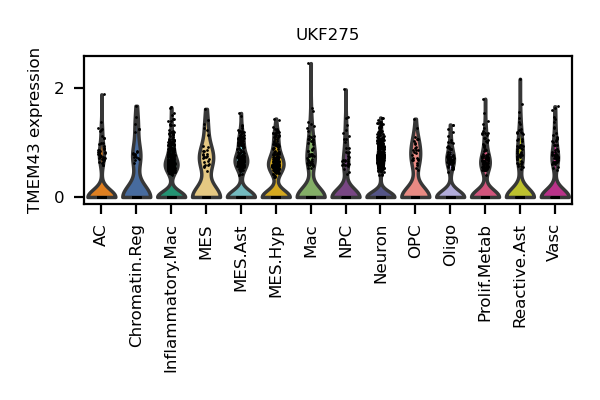 UKF275
TMEM43 expression
2
0
AC
Chromatin.Reg
Inflammatory.Mac
MES
MES.Ast
MES.Hyp
Mac
NPC
Neuron
OPC
Oligo
Prolif.Metab
Reactive.Ast
Vasc